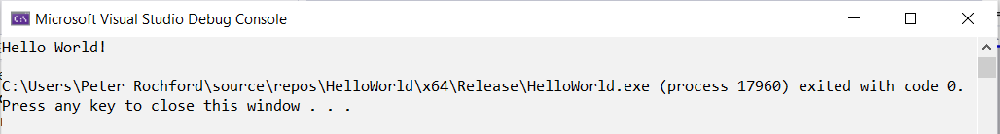 Microsoft Visual Studio Debug Console
Hello World!
C:\Users\Peter Rochford\source\repos\HelloWorld\x64\Release\HelloWorld.exe (process 17960) exited with code 0.
Press any key to close this window . . .